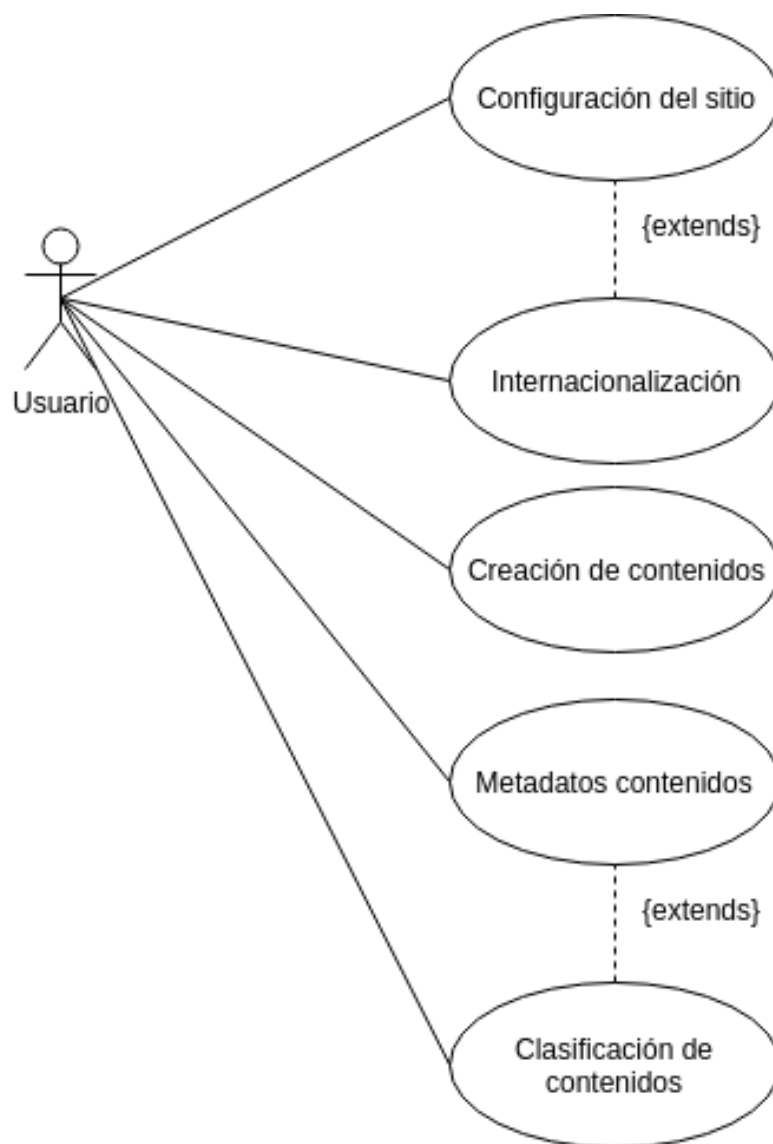 Configuración del sitio
{extends}
Usuario
Internacionalización
Creación de contenidos
Metadatos contenidos
{extends}
Clasificación de
contenidos